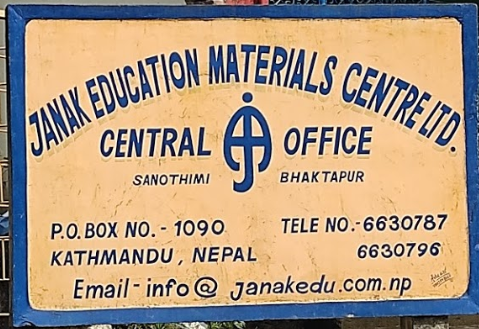 JANAK EDUCATION MATERIALS CENTRE LTD.
CENTRAL OFFICE
SANOTHIMI BHAKTAPUR
P.O. BOX NO. - 1090 TELE NO. - 6630787
KATHMANDU, NEPAL 6630796
Email - info@ janakedu.com.np